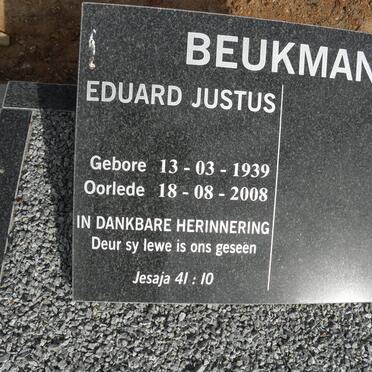 BEUKMAN
EDUARD JUSTUS
Gebore 13 - 03 - 1939
Oorlede 18 - 08 - 2008
IN DANKBARE HERINNERING
Deur sy lewe is ons geseën
Jesaja 41 : 10